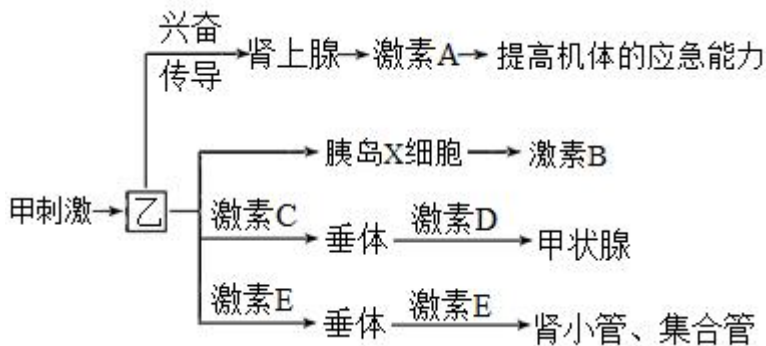 兴奋
传导
肾上腺 激素A 提高机体的应急能力
胰岛X细胞 激素B
甲刺激 乙
激素C 垂体 激素D 甲状腺
激素E 垂体 激素E 肾小管、集合管